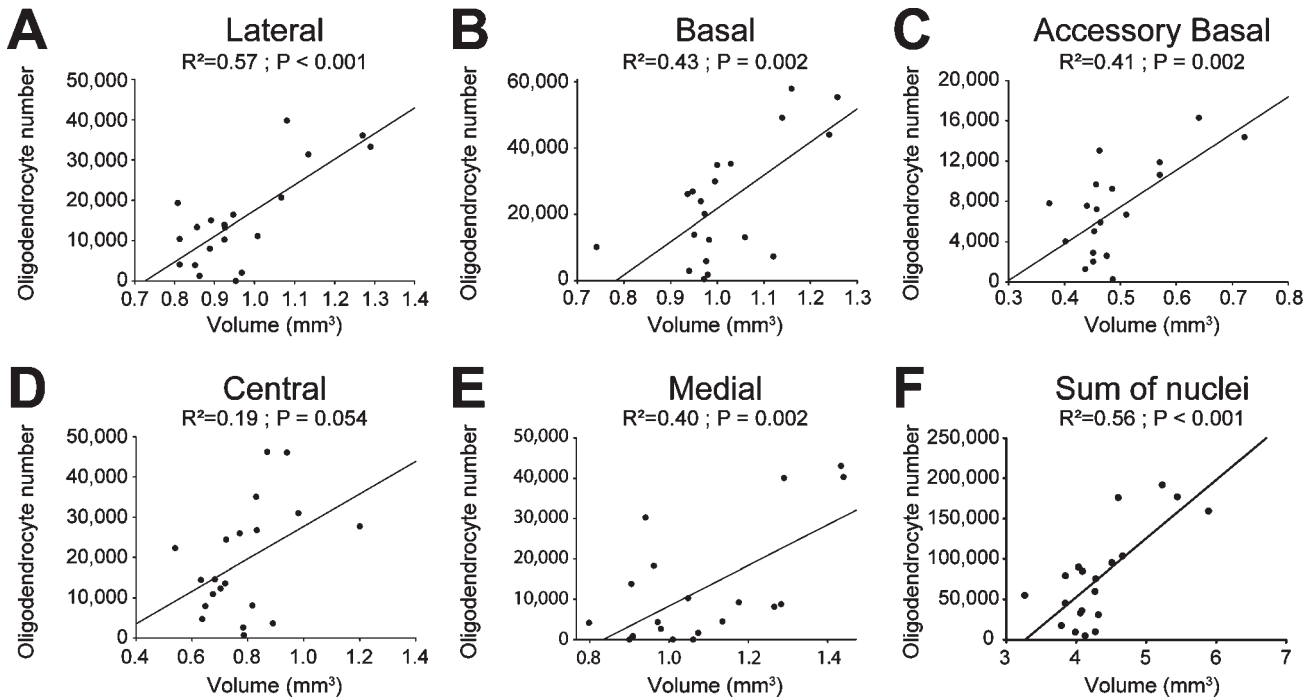 A
Lateral
R²=0.57 ; P < 0.001
Oligodendrocyte number
50,000
40,000
30,000
20,000
10,000
0
0.7 0.8 0.9 1.0 1.1 1.2 1.3 1.4
Volume (mm³)
B
Basal
R²=0.43 ; P = 0.002
Oligodendrocyte number
60,000
40,000
20,000
0
0.7 0.8 0.9 1.0 1.1 1.2 1.3
Volume (mm³)
C
Accessory Basal
R²=0.41 ; P = 0.002
Oligodendrocyte number
20,000
16,000
12,000
8,000
4,000
0
0.3 0.4 0.5 0.6 0.7 0.8
Volume (mm³)
D
Central
R²=0.19 ; P = 0.054
Oligodendrocyte number
50,000
40,000
30,000
20,000
10,000
0
0.4 0.6 0.8 1.0 1.2 1.4
Volume (mm³)
E
Medial
R²=0.40 ; P = 0.002
Oligodendrocyte number
50,000
40,000
30,000
20,000
10,000
0
0.8 1.0 1.2 1.4
Volume (mm³)
F
Sum of nuclei
R²=0.56 ; P < 0.001
Oligodendrocyte number
250,000
200,000
150,000
100,000
50,000
0
3 4 5 6 7
Volume (mm³)